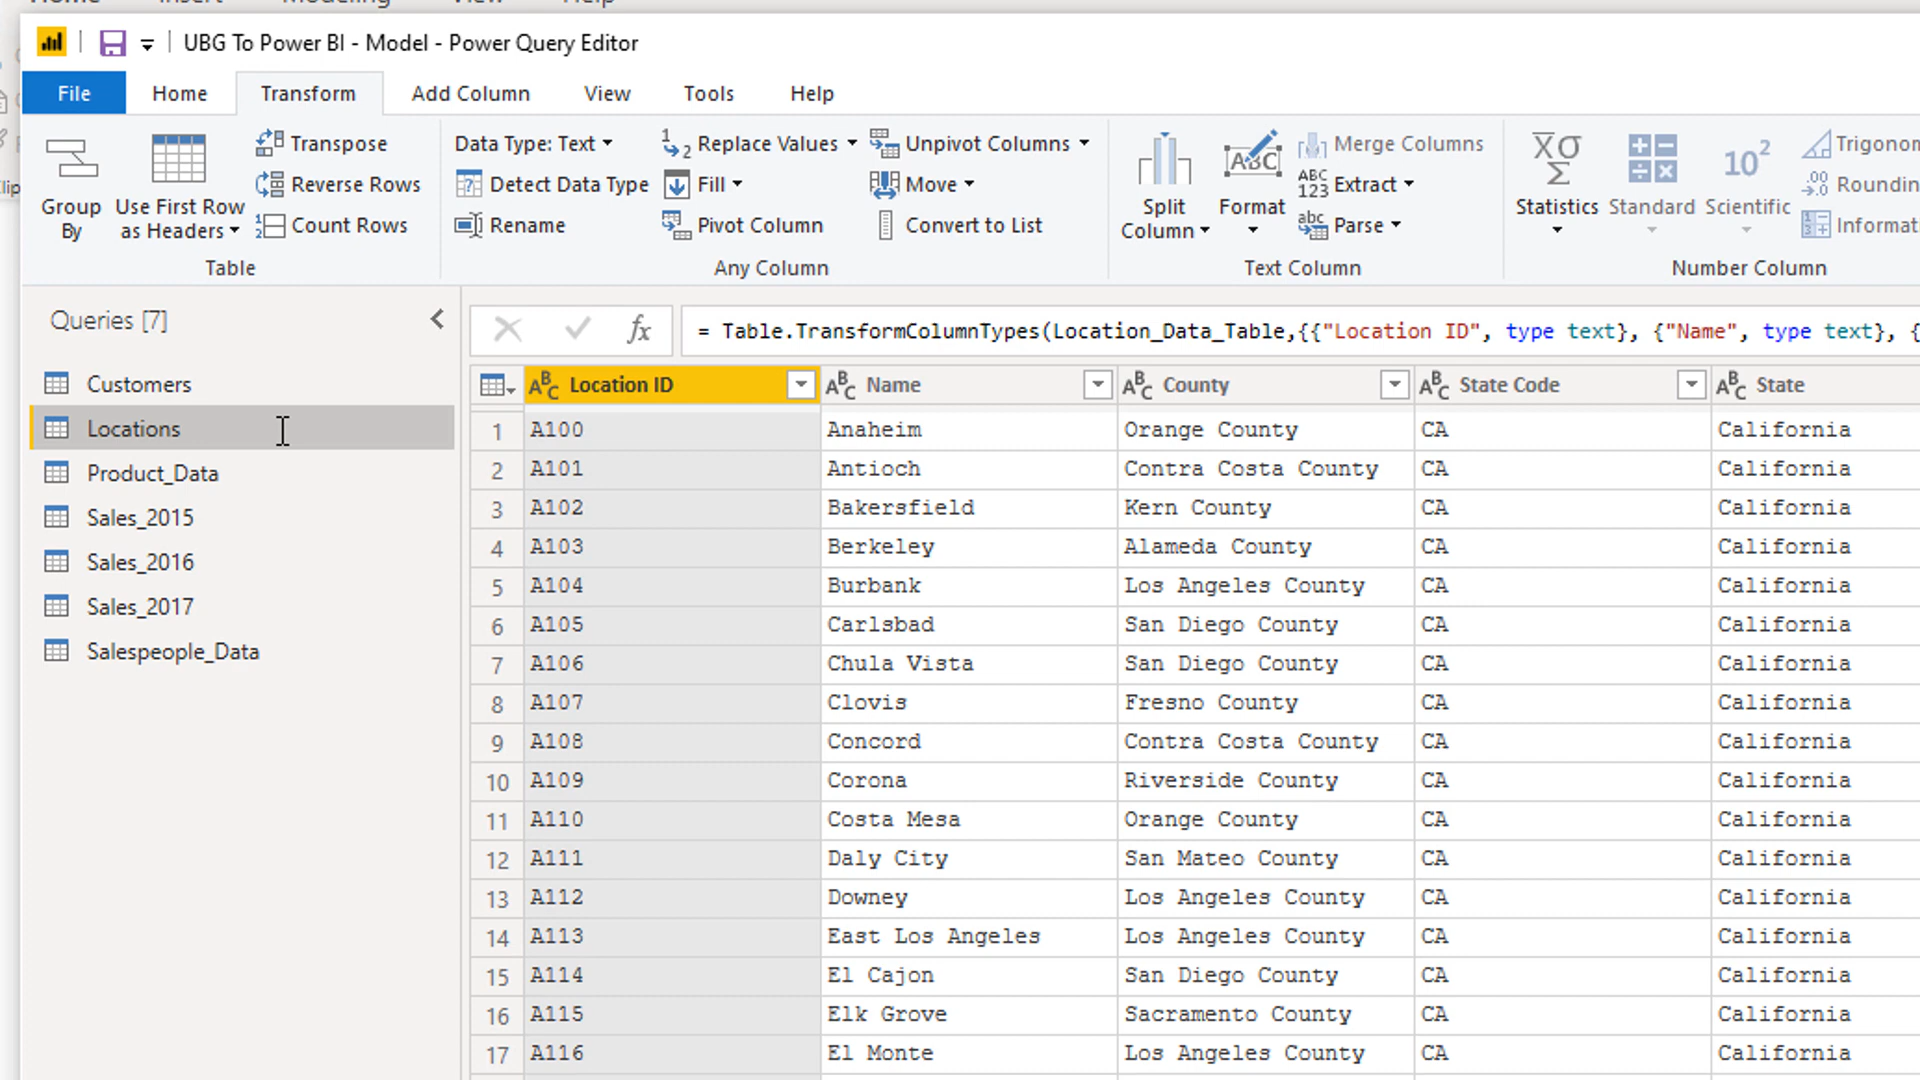 Home Insert Modeling View Help
UBG To Power BI - Model - Power Query Editor
File Home Transform Add Column View Tools Help
Group By
Use First Row as Headers
Transpose
Reverse Rows
Count Rows
Table
Data Type: Text
Detect Data Type
Rename
Replace Values
Fill
Pivot Column
Unpivot Columns
Move
Convert to List
Any Column
Split Column
Format
Merge Columns
Extract
Parse
Text Column
Statistics
Standard
Scientific
10²
Trigonom
Roundin
Informat
Number Column
Queries [7]
Customers
Locations
Product_Data
Sales_2015
Sales_2016
Sales_2017
Salespeople_Data
fx = Table.TransformColumnTypes(Location_Data_Table,{{"Location ID", type text}, {"Name", type text}, {
Location ID Name County State Code State
1 A100 Anaheim Orange County CA California
2 A101 Antioch Contra Costa County CA California
3 A102 Bakersfield Kern County CA California
4 A103 Berkeley Alameda County CA California
5 A104 Burbank Los Angeles County CA California
6 A105 Carlsbad San Diego County CA California
7 A106 Chula Vista San Diego County CA California
8 A107 Clovis Fresno County CA California
9 A108 Concord Contra Costa County CA California
10 A109 Corona Riverside County CA California
11 A110 Costa Mesa Orange County CA California
12 A111 Daly City San Mateo County CA California
13 A112 Downey Los Angeles County CA California
14 A113 East Los Angeles Los Angeles County CA California
15 A114 El Cajon San Diego County CA California
16 A115 Elk Grove Sacramento County CA California
17 A116 El Monte Los Angeles County CA California